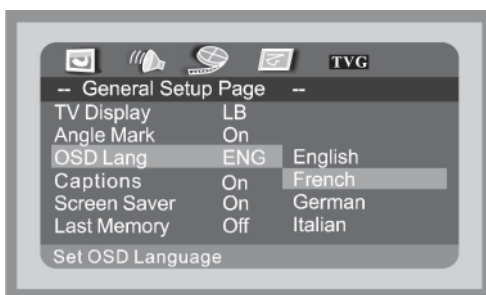 TVG
-- General Setup Page --
TV Display LB
Angle Mark On
OSD Lang ENG English
Captions On French
Screen Saver On German
Last Memory Off Italian
Set OSD Language